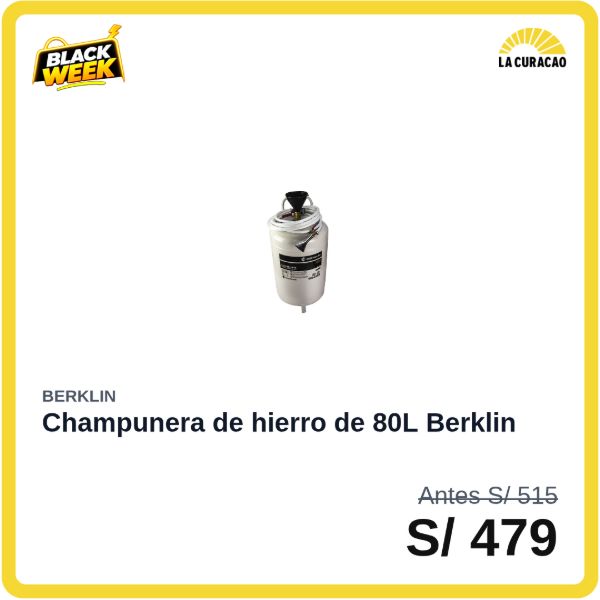 BLACK
WEEK
LA CURACAO
BERKLIN
Champunera de hierro de 80L Berklin
Antes S/ 515
S/ 479